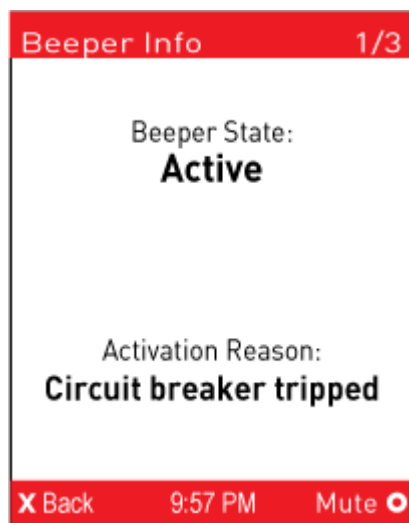 Beeper Info 1/3
Beeper State:
Active
Activation Reason:
Circuit breaker tripped
X Back 9:57 PM Mute O